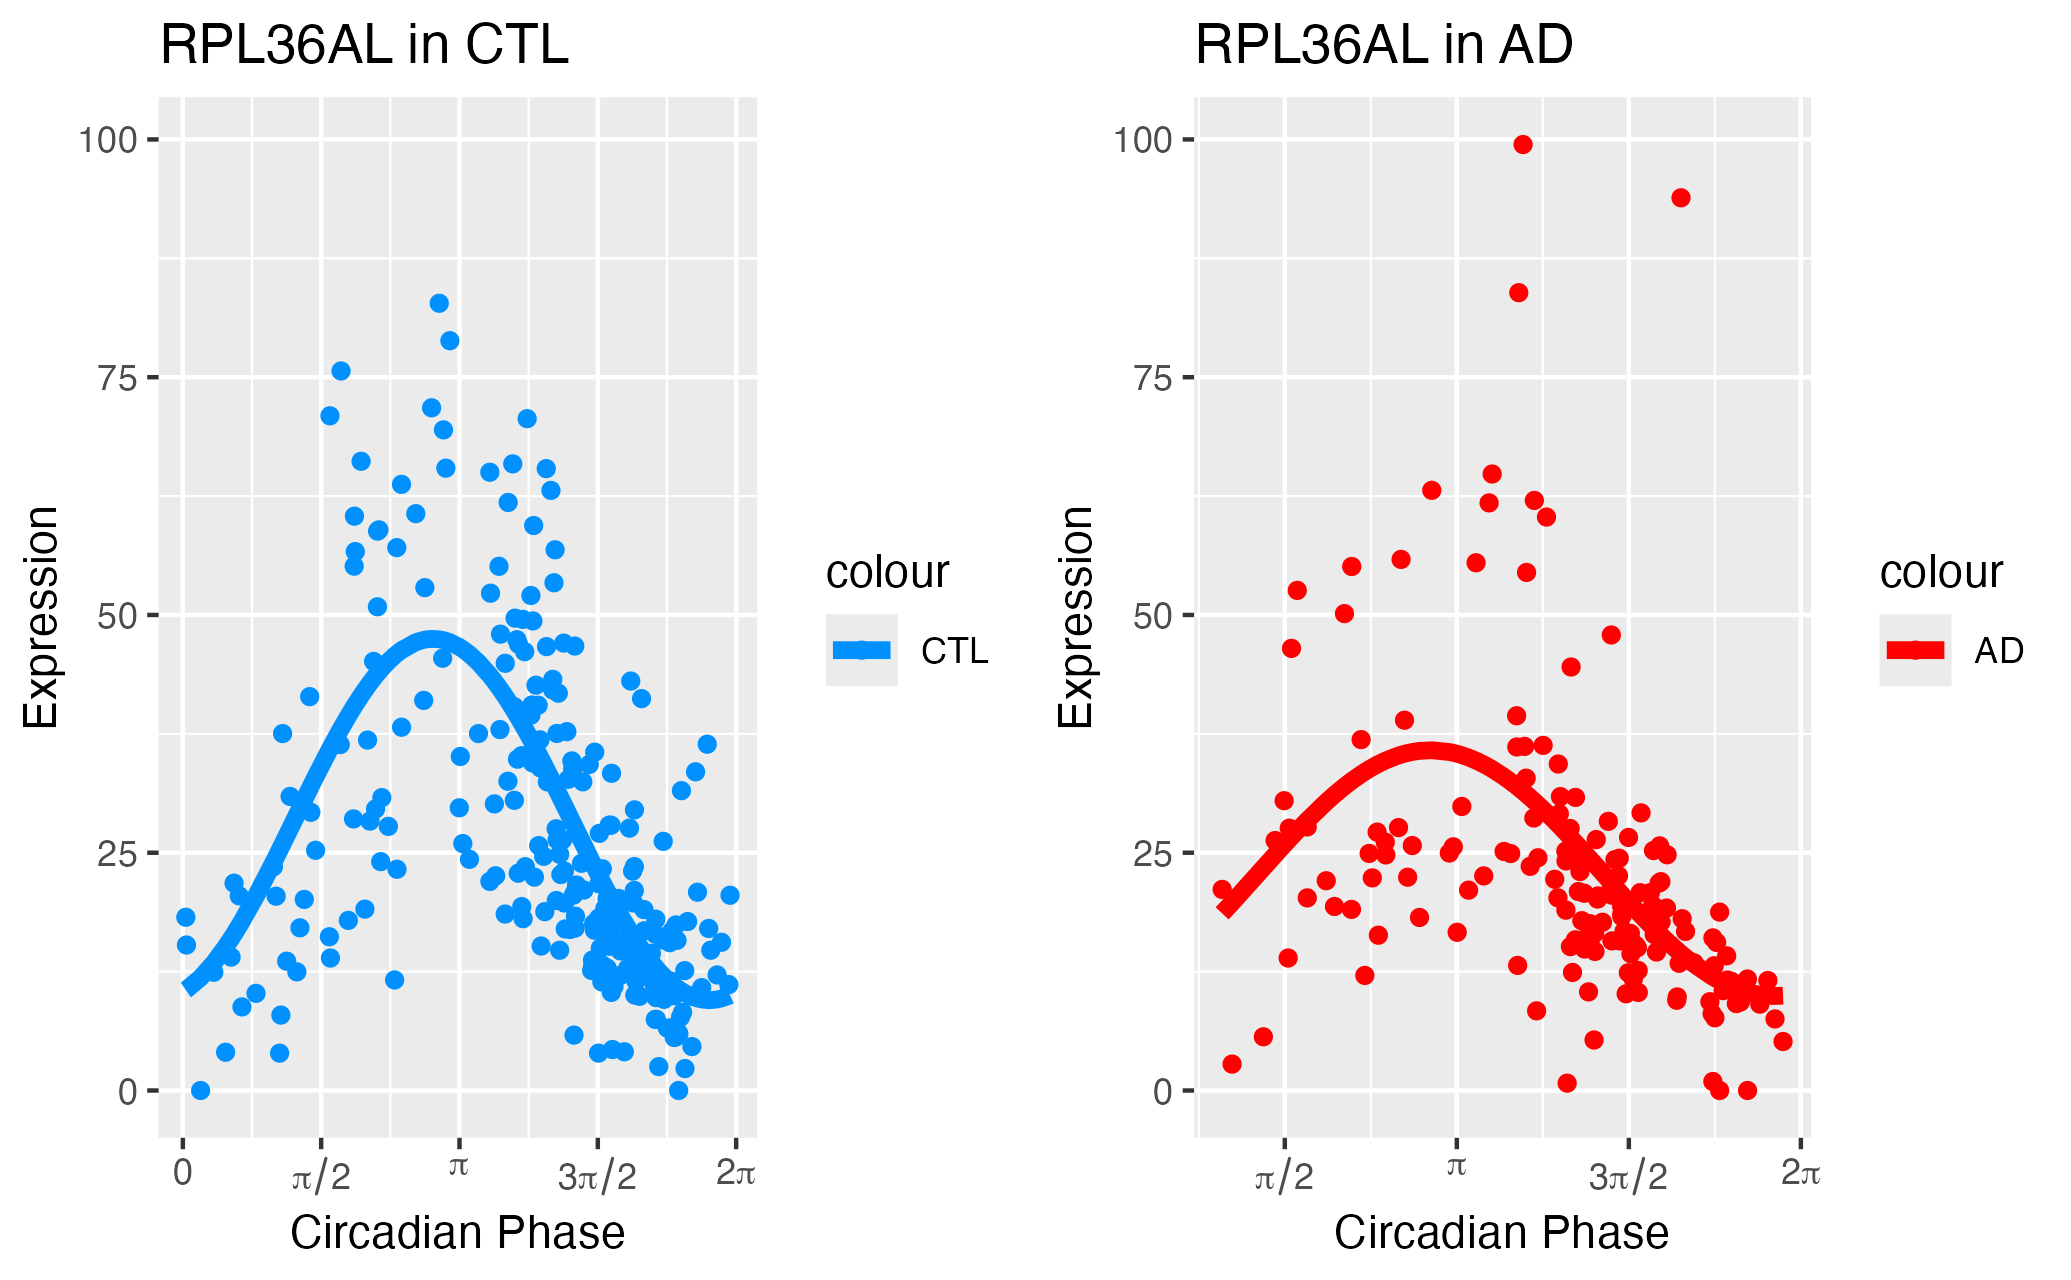 RPL36AL in CTL
100
75
50
25
0
Expression
0 π/2 π 3π/2 2π
Circadian Phase
colour
CTL
RPL36AL in AD
100
75
50
25
0
Expression
π/2 π 3π/2 2π
Circadian Phase
colour
AD